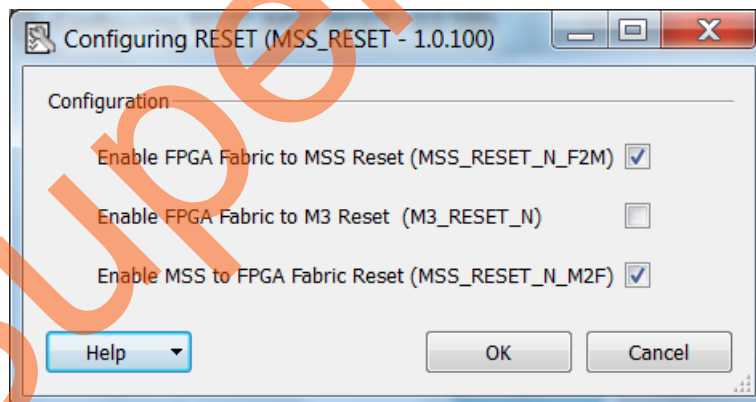 Configuring RESET (MSS_RESET - 1.0.100)
Configuration
Enable FPGA Fabric to MSS Reset (MSS_RESET_N_F2M)
Enable FPGA Fabric to M3 Reset (M3_RESET_N)
Enable MSS to FPGA Fabric Reset (MSS_RESET_N_M2F)
Help OK Cancel